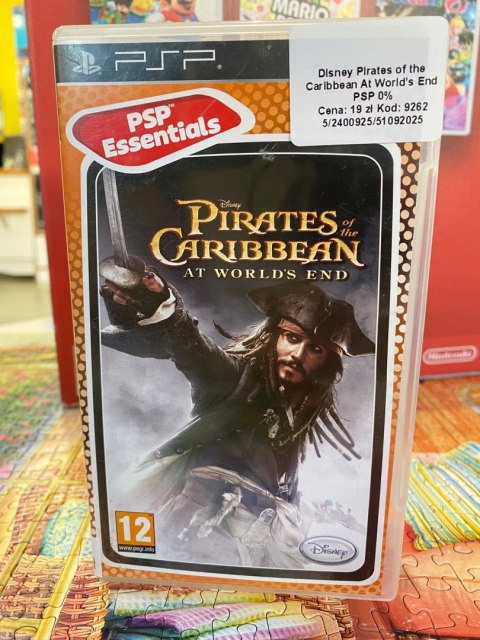 MARIO
PSP
Disney Pirates of the
Caribbean At World's End
PSP 0%
Cena: 19 zł Kod: 9262
5/2400925/51092025
PSP™
Essentials
Disney
PIRATES of
the
CARIBBEAN
AT WORLD'S END
Nintendo
12
www.pegi.info
Disney